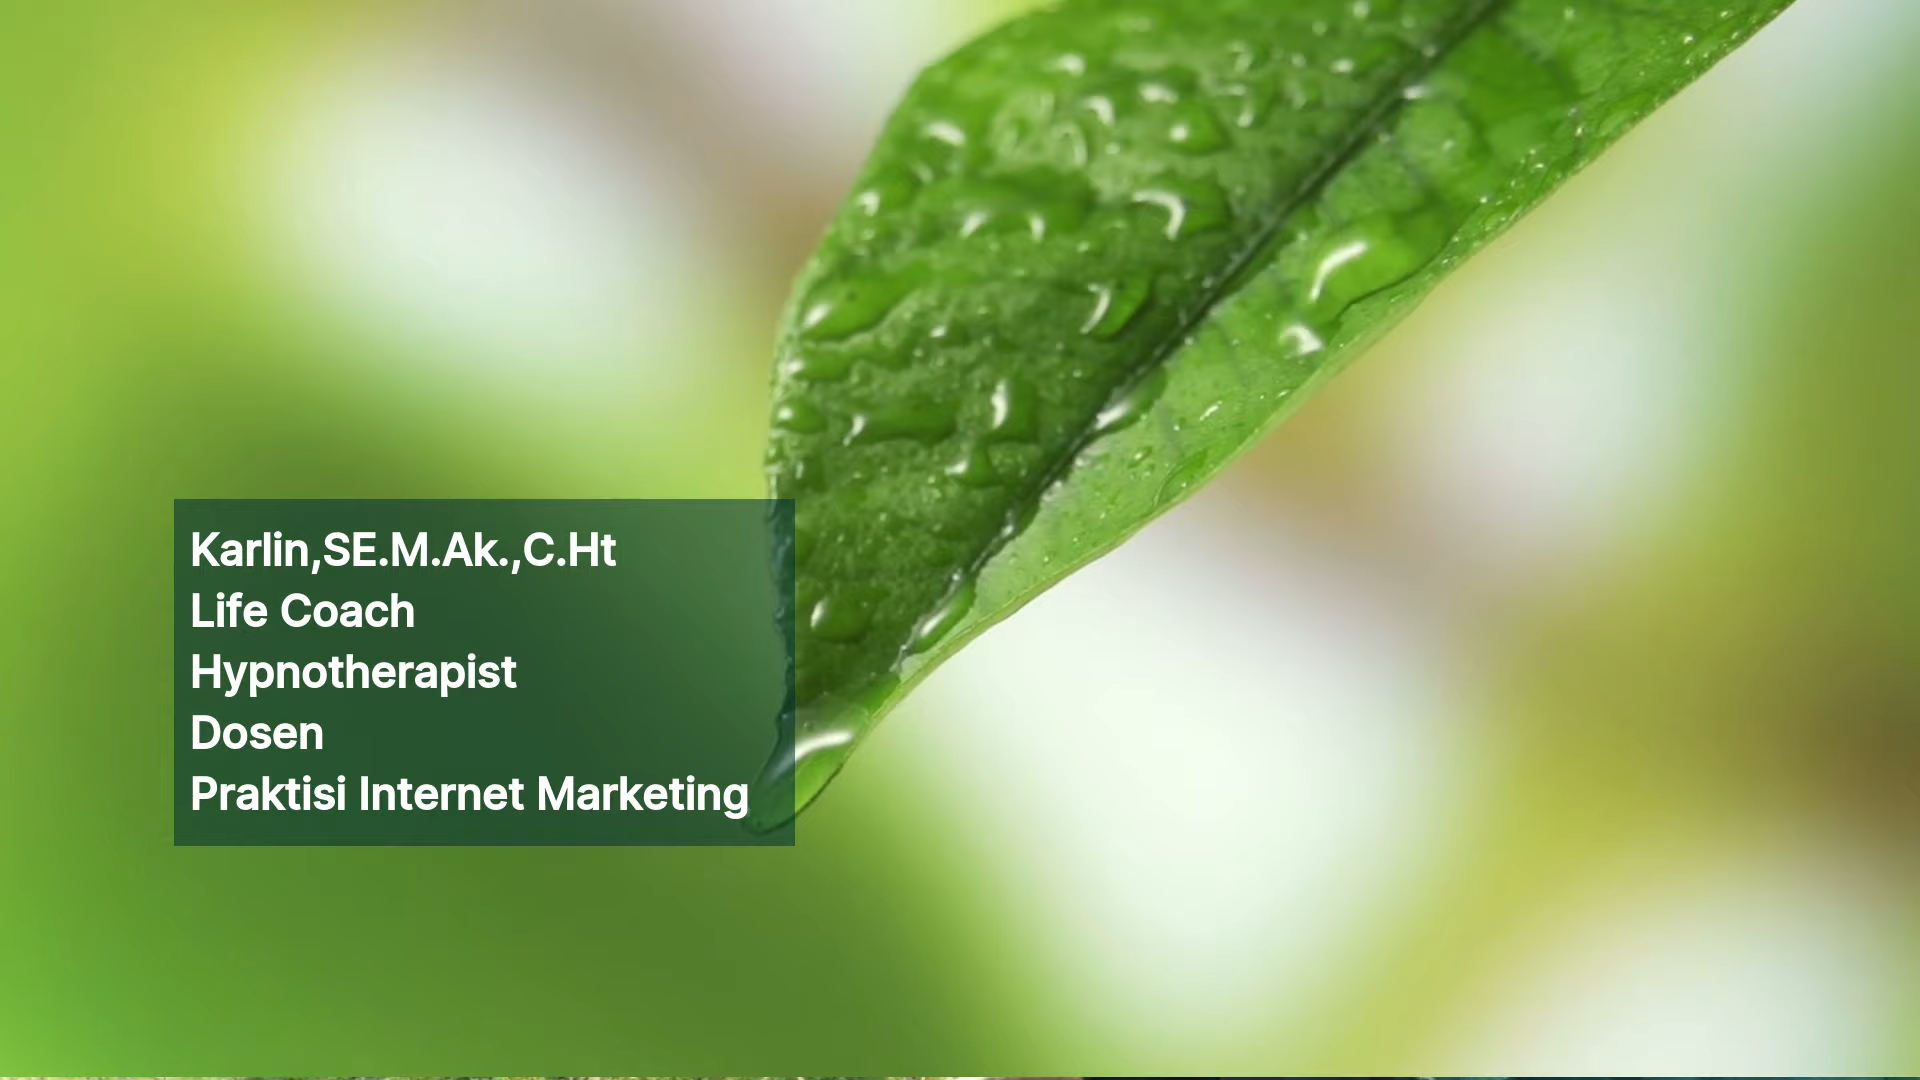 Karlin,SE.M.Ak.,C.Ht
Life Coach
Hypnotherapist
Dosen
Praktisi Internet Marketing